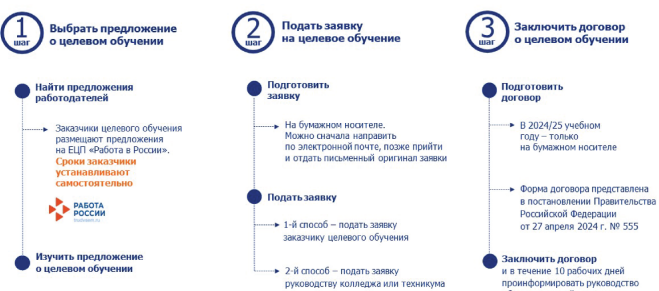 1
шаг
Выбрать предложение
о целевом обучении
Найти предложения
работодателей
Заказчики целевого обучения
размещают предложения
на ЕЦП «Работа в России».
Сроки заказчики
устанавливают
самостоятельно
РАБОТА
РОССИИ
Изучить предложение
о целевом обучении
2
шаг
Подать заявку
на целевое обучение
Подготовить
заявку
На бумажном носителе.
Можно сначала направить
по электронной почте, позже прийти
и отдать письменный оригинал заявки
Подать заявку
1-й способ – подать заявку
заказчику целевого обучения
2-й способ – подать заявку
руководству колледжа или техникума
3
шаг
Заключить договор
о целевом обучении
Подготовить
договор
В 2024/25 учебном
году – только
на бумажном носителе
Форма договора представлена
в постановлении Правительства
Российской Федерации
от 27 апреля 2024 г. № 555
Заключить договор
и в течение 10 рабочих дней
проинформировать руководство